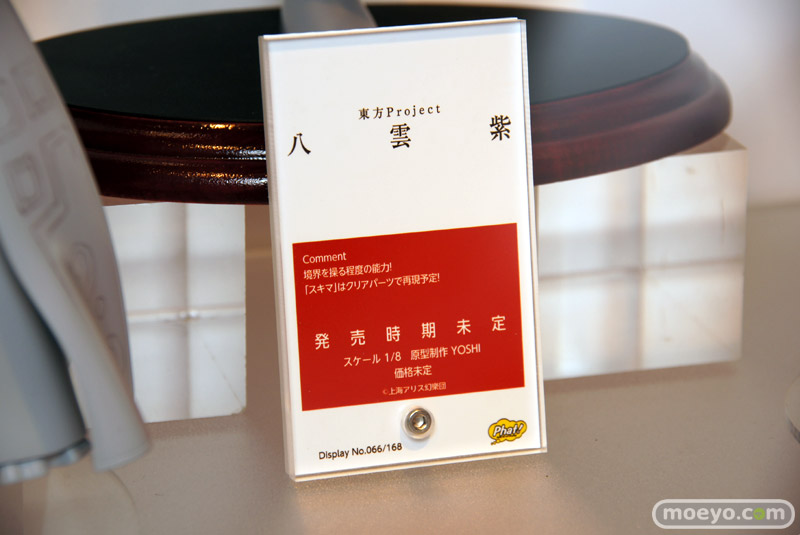 東方Project
八雲紫
Comment
境界を操る程度の能力!
「スキマ」はクリアパーツで再現予定!
発売時期未定
スケール 1/8 原型制作 YOSHI
価格未定
©上海アリス幻樂団
Display No.066/168
Phat!
moeyo.com